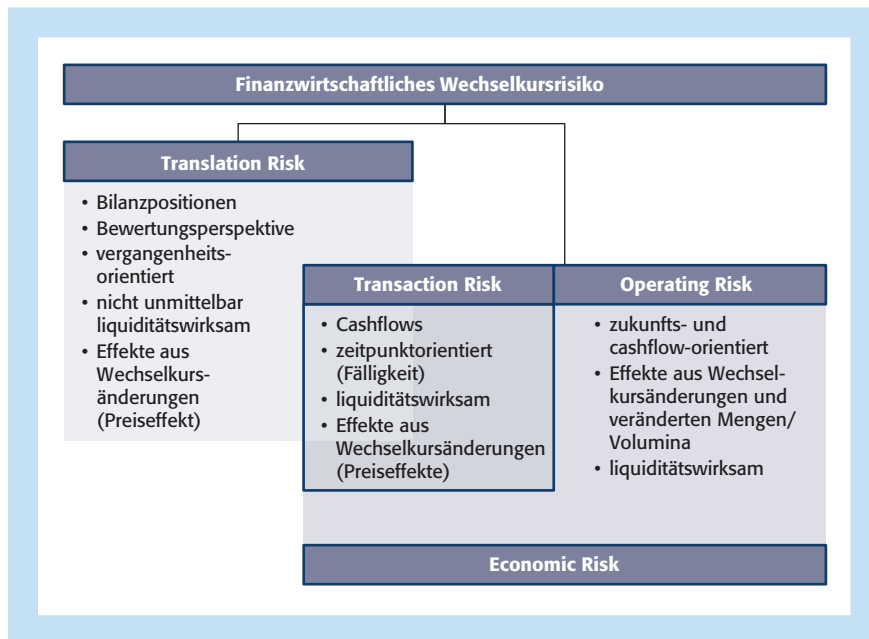 Finanzwirtschaftliches Wechselkursrisiko
Translation Risk
• Bilanzpositionen
• Bewertungsperspektive
• vergangenheits-
orientiert
• nicht unmittelbar
liquiditätswirksam
• Effekte aus
Wechselkurs-
änderungen
(Preiseffekt)
Transaction Risk
• Cashflows
• zeitpunktorientiert
(Fälligkeit)
• liquiditätswirksam
• Effekte aus
Wechselkursänderungen
(Preiseffekte)
Operating Risk
• zukunfts- und
cashflow-orientiert
• Effekte aus Wechsel-
kursänderungen und
veränderten Mengen/
Volumina
• liquiditätswirksam
Economic Risk